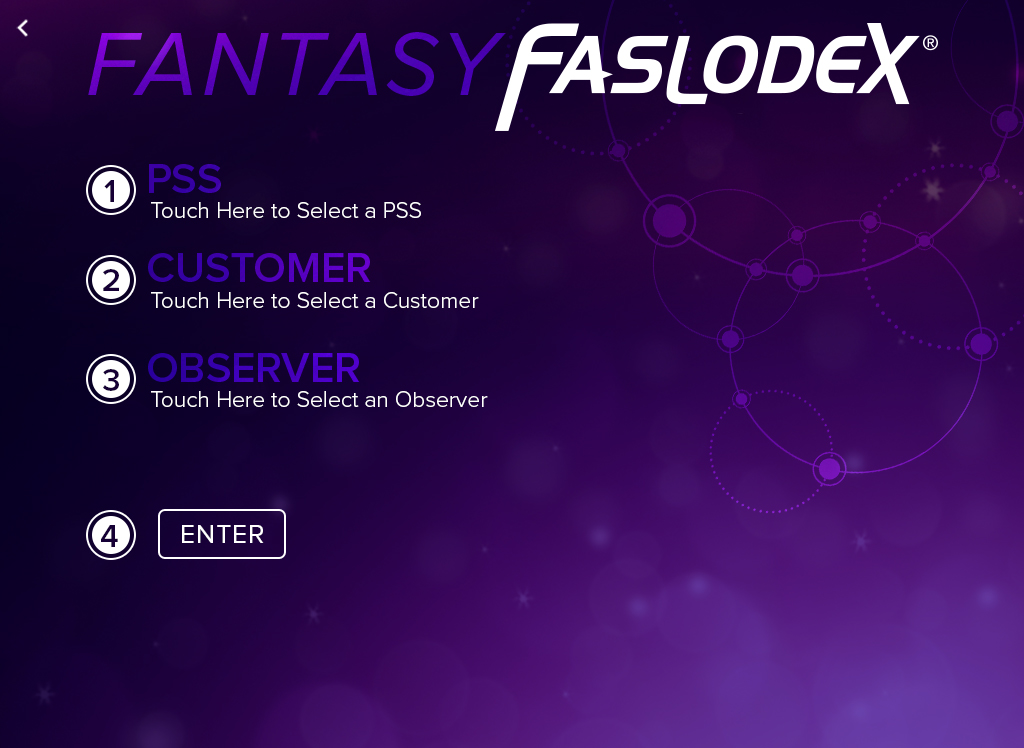 FANTASY FASLODEX®
1 PSS
Touch Here to Select a PSS
2 CUSTOMER
Touch Here to Select a Customer
3 OBSERVER
Touch Here to Select an Observer
4 ENTER